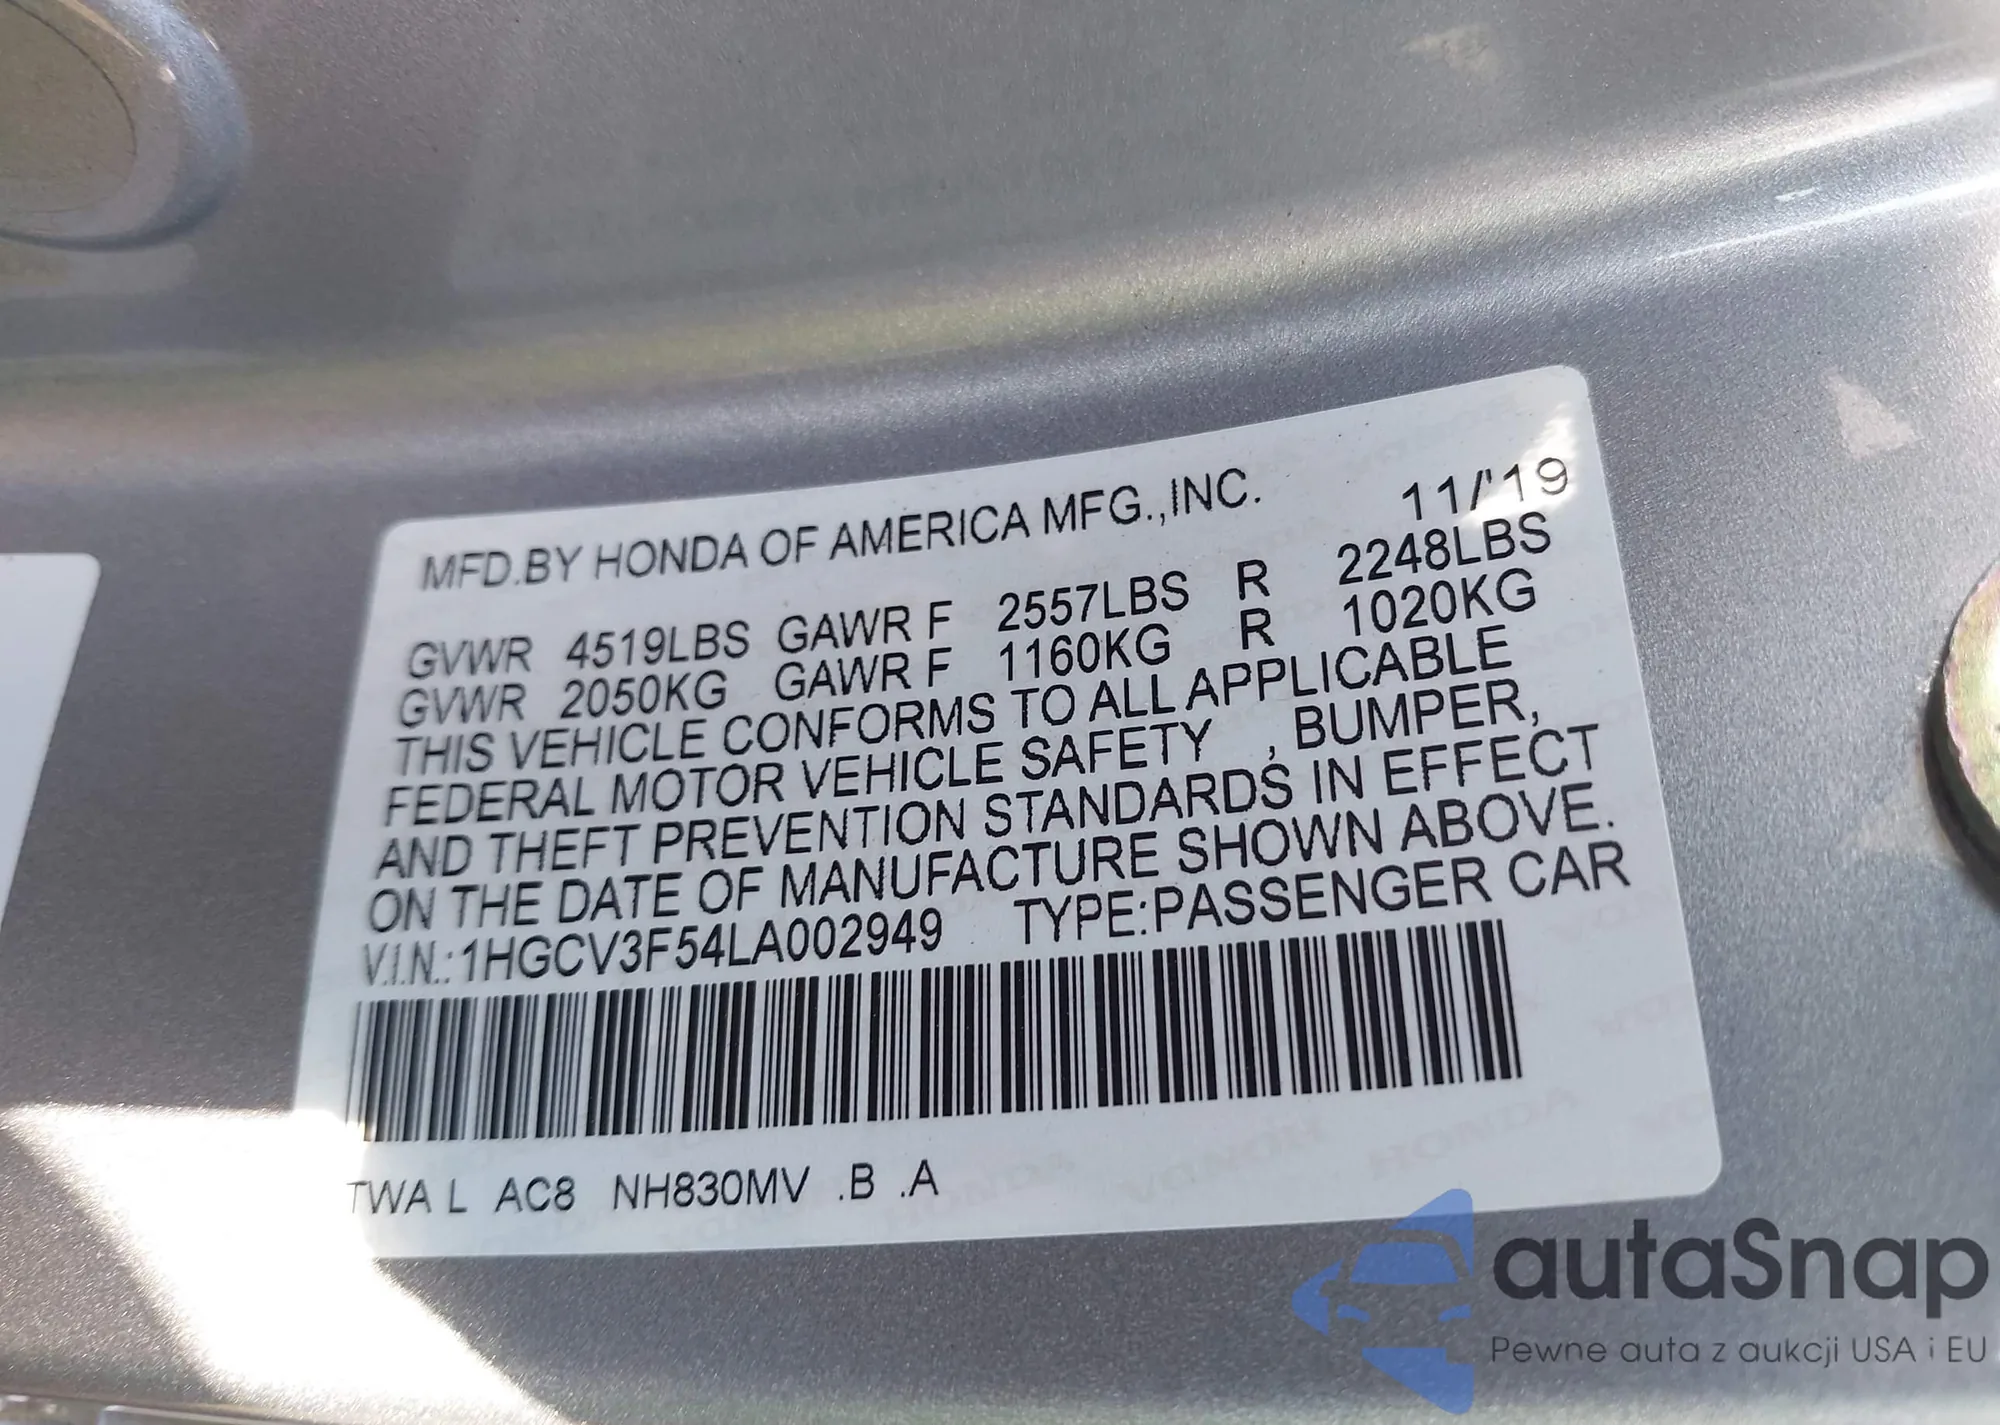 MFD.BY HONDA OF AMERICA MFG.,INC. 11/'19
GVWR 4519LBS GAWR F 2557LBS R 2248LBS
GVWR 2050KG GAWR F 1160KG R 1020KG
THIS VEHICLE CONFORMS TO ALL APPLICABLE
FEDERAL MOTOR VEHICLE SAFETY , BUMPER,
AND THEFT PREVENTION STANDARDS IN EFFECT
ON THE DATE OF MANUFACTURE SHOWN ABOVE.
V.I.N.:1HGCV3F54LA002949 TYPE:PASSENGER CAR
TWA L AC8 NH830MV .B .A
autaSnap
Pewne auta z aukcji USA i EU